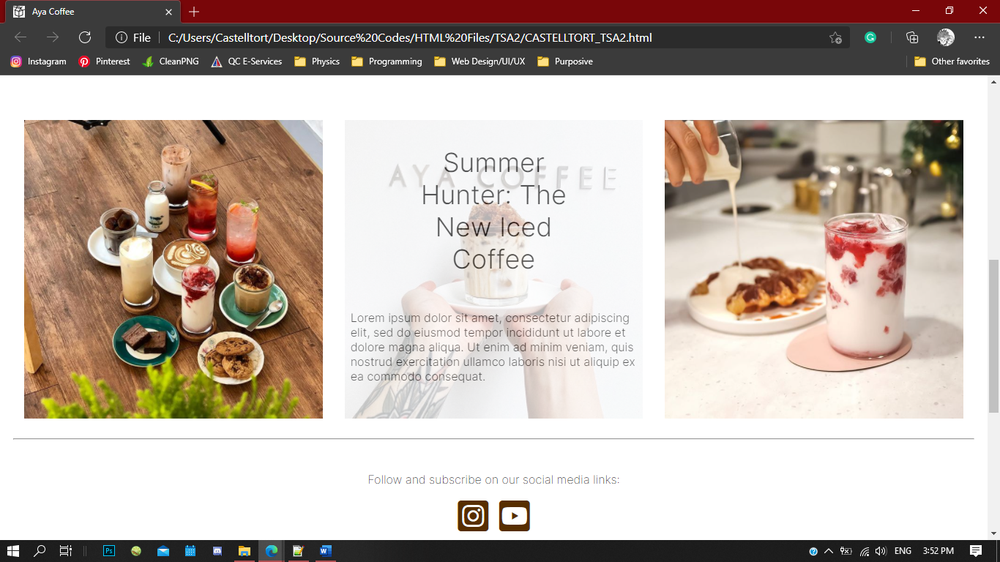 Aya Coffee
File
C:/Users/Castelltort/Desktop/Source%20Codes/HTML%20Files/TSA2/CASTELLTORT_TSA2.html
Instagram
Pinterest
CleanPNG
QC E-Services
Physics
Programming
Web Design/UI/UX
Purposive
Other favorites
AYA COFFEE
Summer
Hunter: The
New Iced
Coffee
Lorem ipsum dolor sit amet, consectetur adipiscing
elit, sed do eiusmod tempor incididunt ut labore et
dolore magna aliqua. Ut enim ad minim veniam, quis
nostrud exercitation ullamco laboris nisi ut aliquip ex
ea commodo consequat.
Follow and subscribe on our social media links:
Ps
W
ENG
3:52 PM